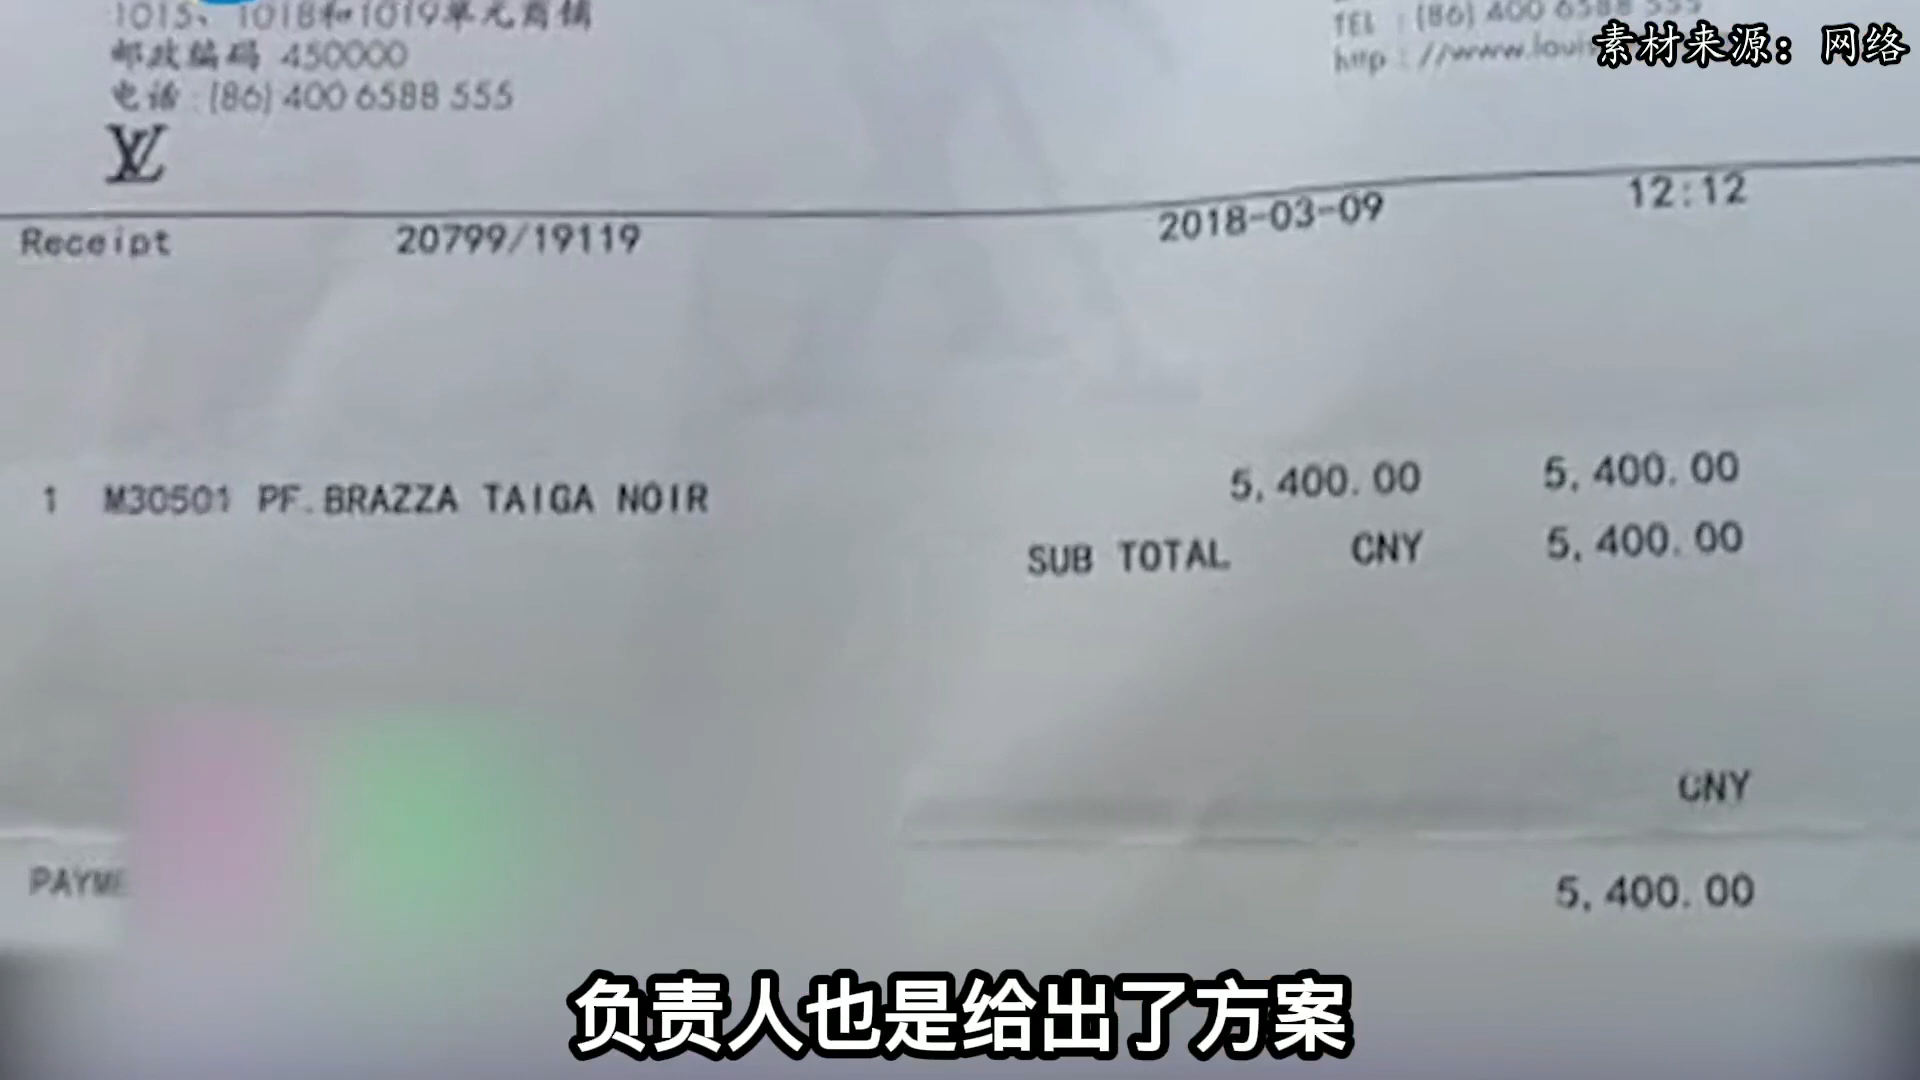 1015、1018和1019单元商铺
TEL : (86) 400 6588 555
素材来源：网络
邮政编码 450000
http : //www.loui
电话 : (86) 400 6588 555
LV
Receipt 20799/19119 2018-03-09 12:12
1 M30501 PF.BRAZZA TAIGA NOIR 5,400.00 5,400.00
SUB TOTAL CNY 5,400.00
CNY
PAYME 5,400.00
负责人也是给出了方案